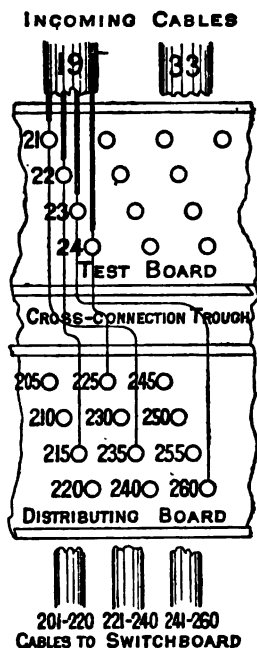 INCOMING CABLES
19 33
21
22
23
24
TEST BOARD
CROSS-CONNECTION TROUGH
205 225 245
210 230 250
215 235 255
220 240 260
DISTRIBUTING BOARD
201-220 221-240 241-260
CABLES TO SWITCHBOARD